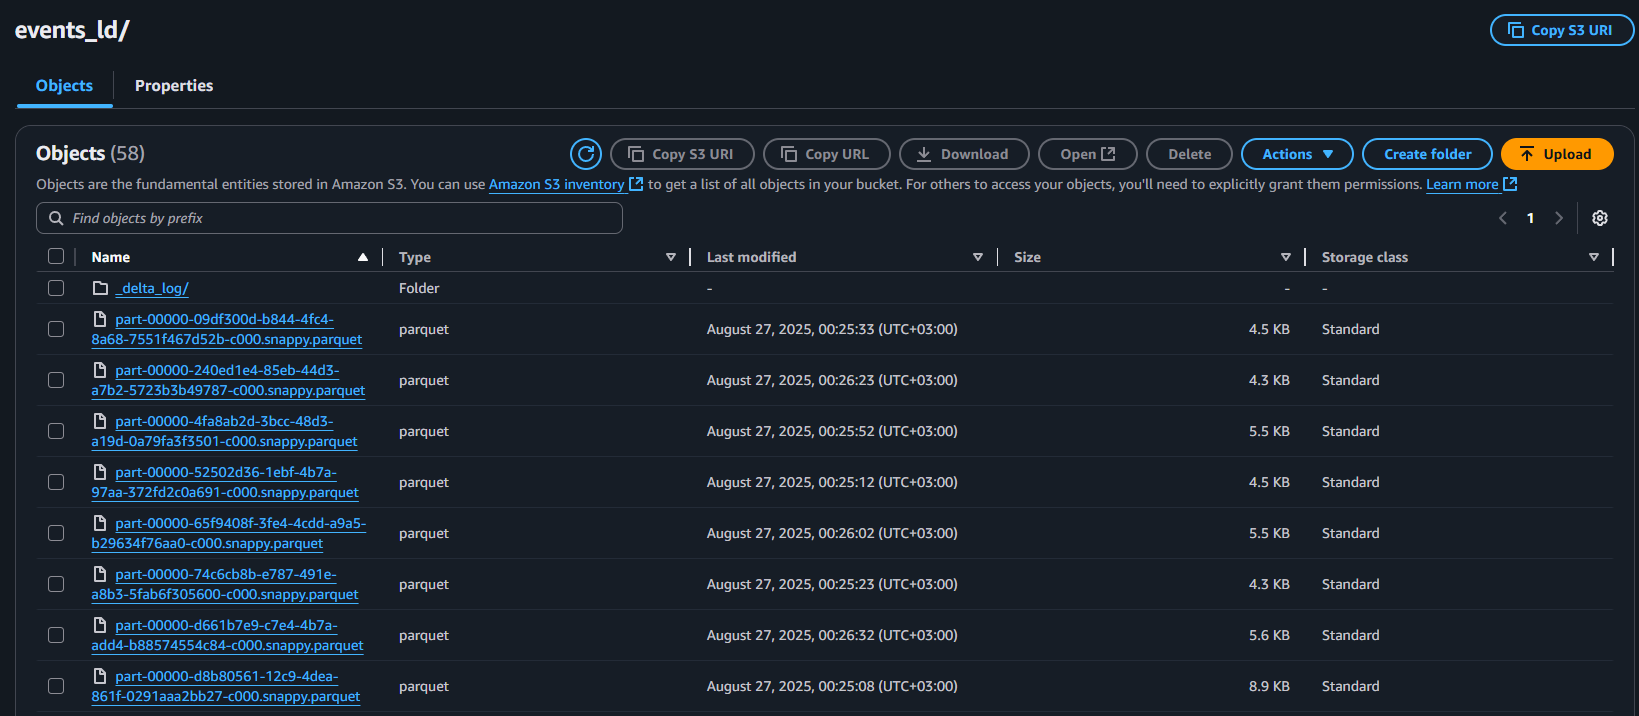 events_ld/
Copy S3 URI
Objects
Properties
Objects (58)
Copy S3 URI
Copy URL
Download
Open
Delete
Actions
Create folder
Upload
Objects are the fundamental entities stored in Amazon S3. You can use Amazon S3 inventory to get a list of all objects in your bucket. For others to access your objects, you'll need to explicitly grant them permissions. Learn more
Find objects by prefix
1
Name Type Last modified Size Storage class
_delta_log/ Folder - - -
part-00000-09df300d-b844-4fc4-
8a68-7551f467d52b-c000.snappy.parquet
parquet August 27, 2025, 00:25:33 (UTC+03:00) 4.5 KB Standard
part-00000-240ed1e4-85eb-44d3-
a7b2-5723b3b49787-c000.snappy.parquet
parquet August 27, 2025, 00:26:23 (UTC+03:00) 4.3 KB Standard
part-00000-4fa8ab2d-3bcc-48d3-
a19d-0a79fa3f3501-c000.snappy.parquet
parquet August 27, 2025, 00:25:52 (UTC+03:00) 5.5 KB Standard
part-00000-52502d36-1ebf-4b7a-
97aa-372fd2c0a691-c000.snappy.parquet
parquet August 27, 2025, 00:25:12 (UTC+03:00) 4.5 KB Standard
part-00000-65f9408f-3fe4-4cdd-a9a5-
b29634f76aa0-c000.snappy.parquet
parquet August 27, 2025, 00:26:02 (UTC+03:00) 5.5 KB Standard
part-00000-74c6cb8b-e787-491e-
a8b3-5fab6f305600-c000.snappy.parquet
parquet August 27, 2025, 00:25:23 (UTC+03:00) 4.3 KB Standard
part-00000-d661b7e9-c7e4-4b7a-
add4-b88574554c84-c000.snappy.parquet
parquet August 27, 2025, 00:26:32 (UTC+03:00) 5.6 KB Standard
part-00000-d8b80561-12c9-4dea-
861f-0291aaa2bb27-c000.snappy.parquet
parquet August 27, 2025, 00:25:08 (UTC+03:00) 8.9 KB Standard